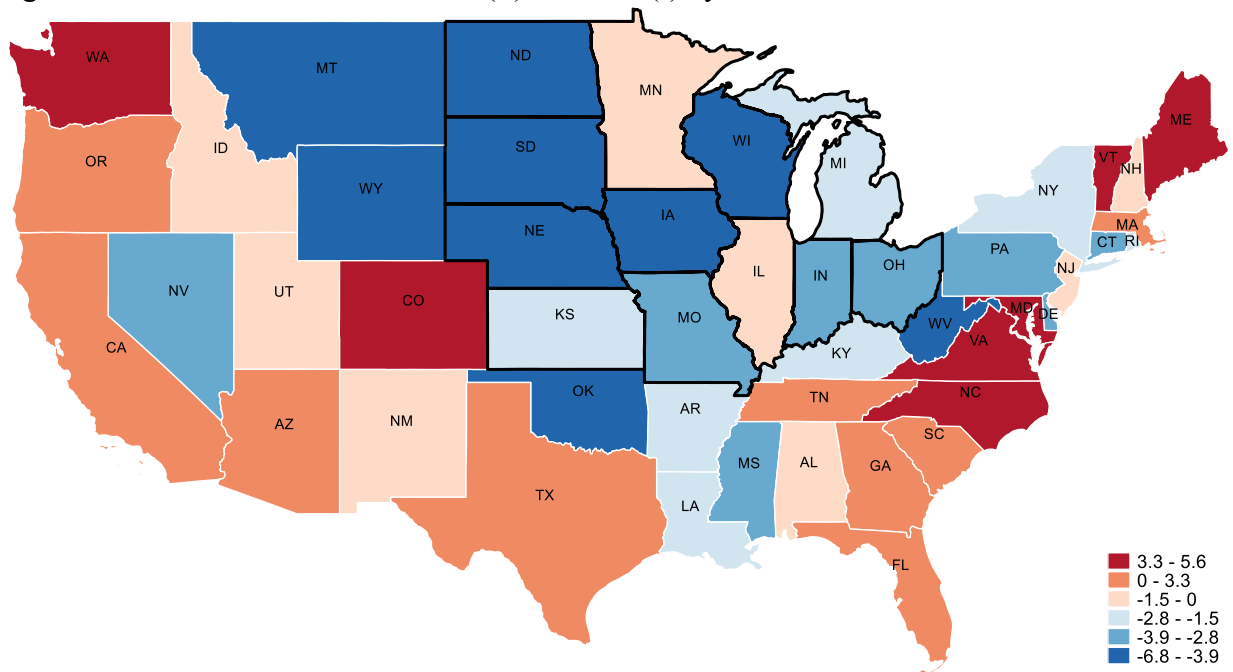 WA
MT
ND
MN
ME
OR
ID
SD
WI
MI
VT
NH
WY
NY
IA
MA
NE
CT
RI
PA
NV
UT
CO
IL
IN
OH
NJ
KS
MO
WV
MD
DE
CA
KY
VA
OK
NC
AZ
NM
AR
TN
SC
MS
AL
GA
TX
LA
FL
3.3 - 5.6
0 - 3.3
-1.5 - 0
-2.8 - -1.5
-3.9 - -2.8
-6.8 - -3.9